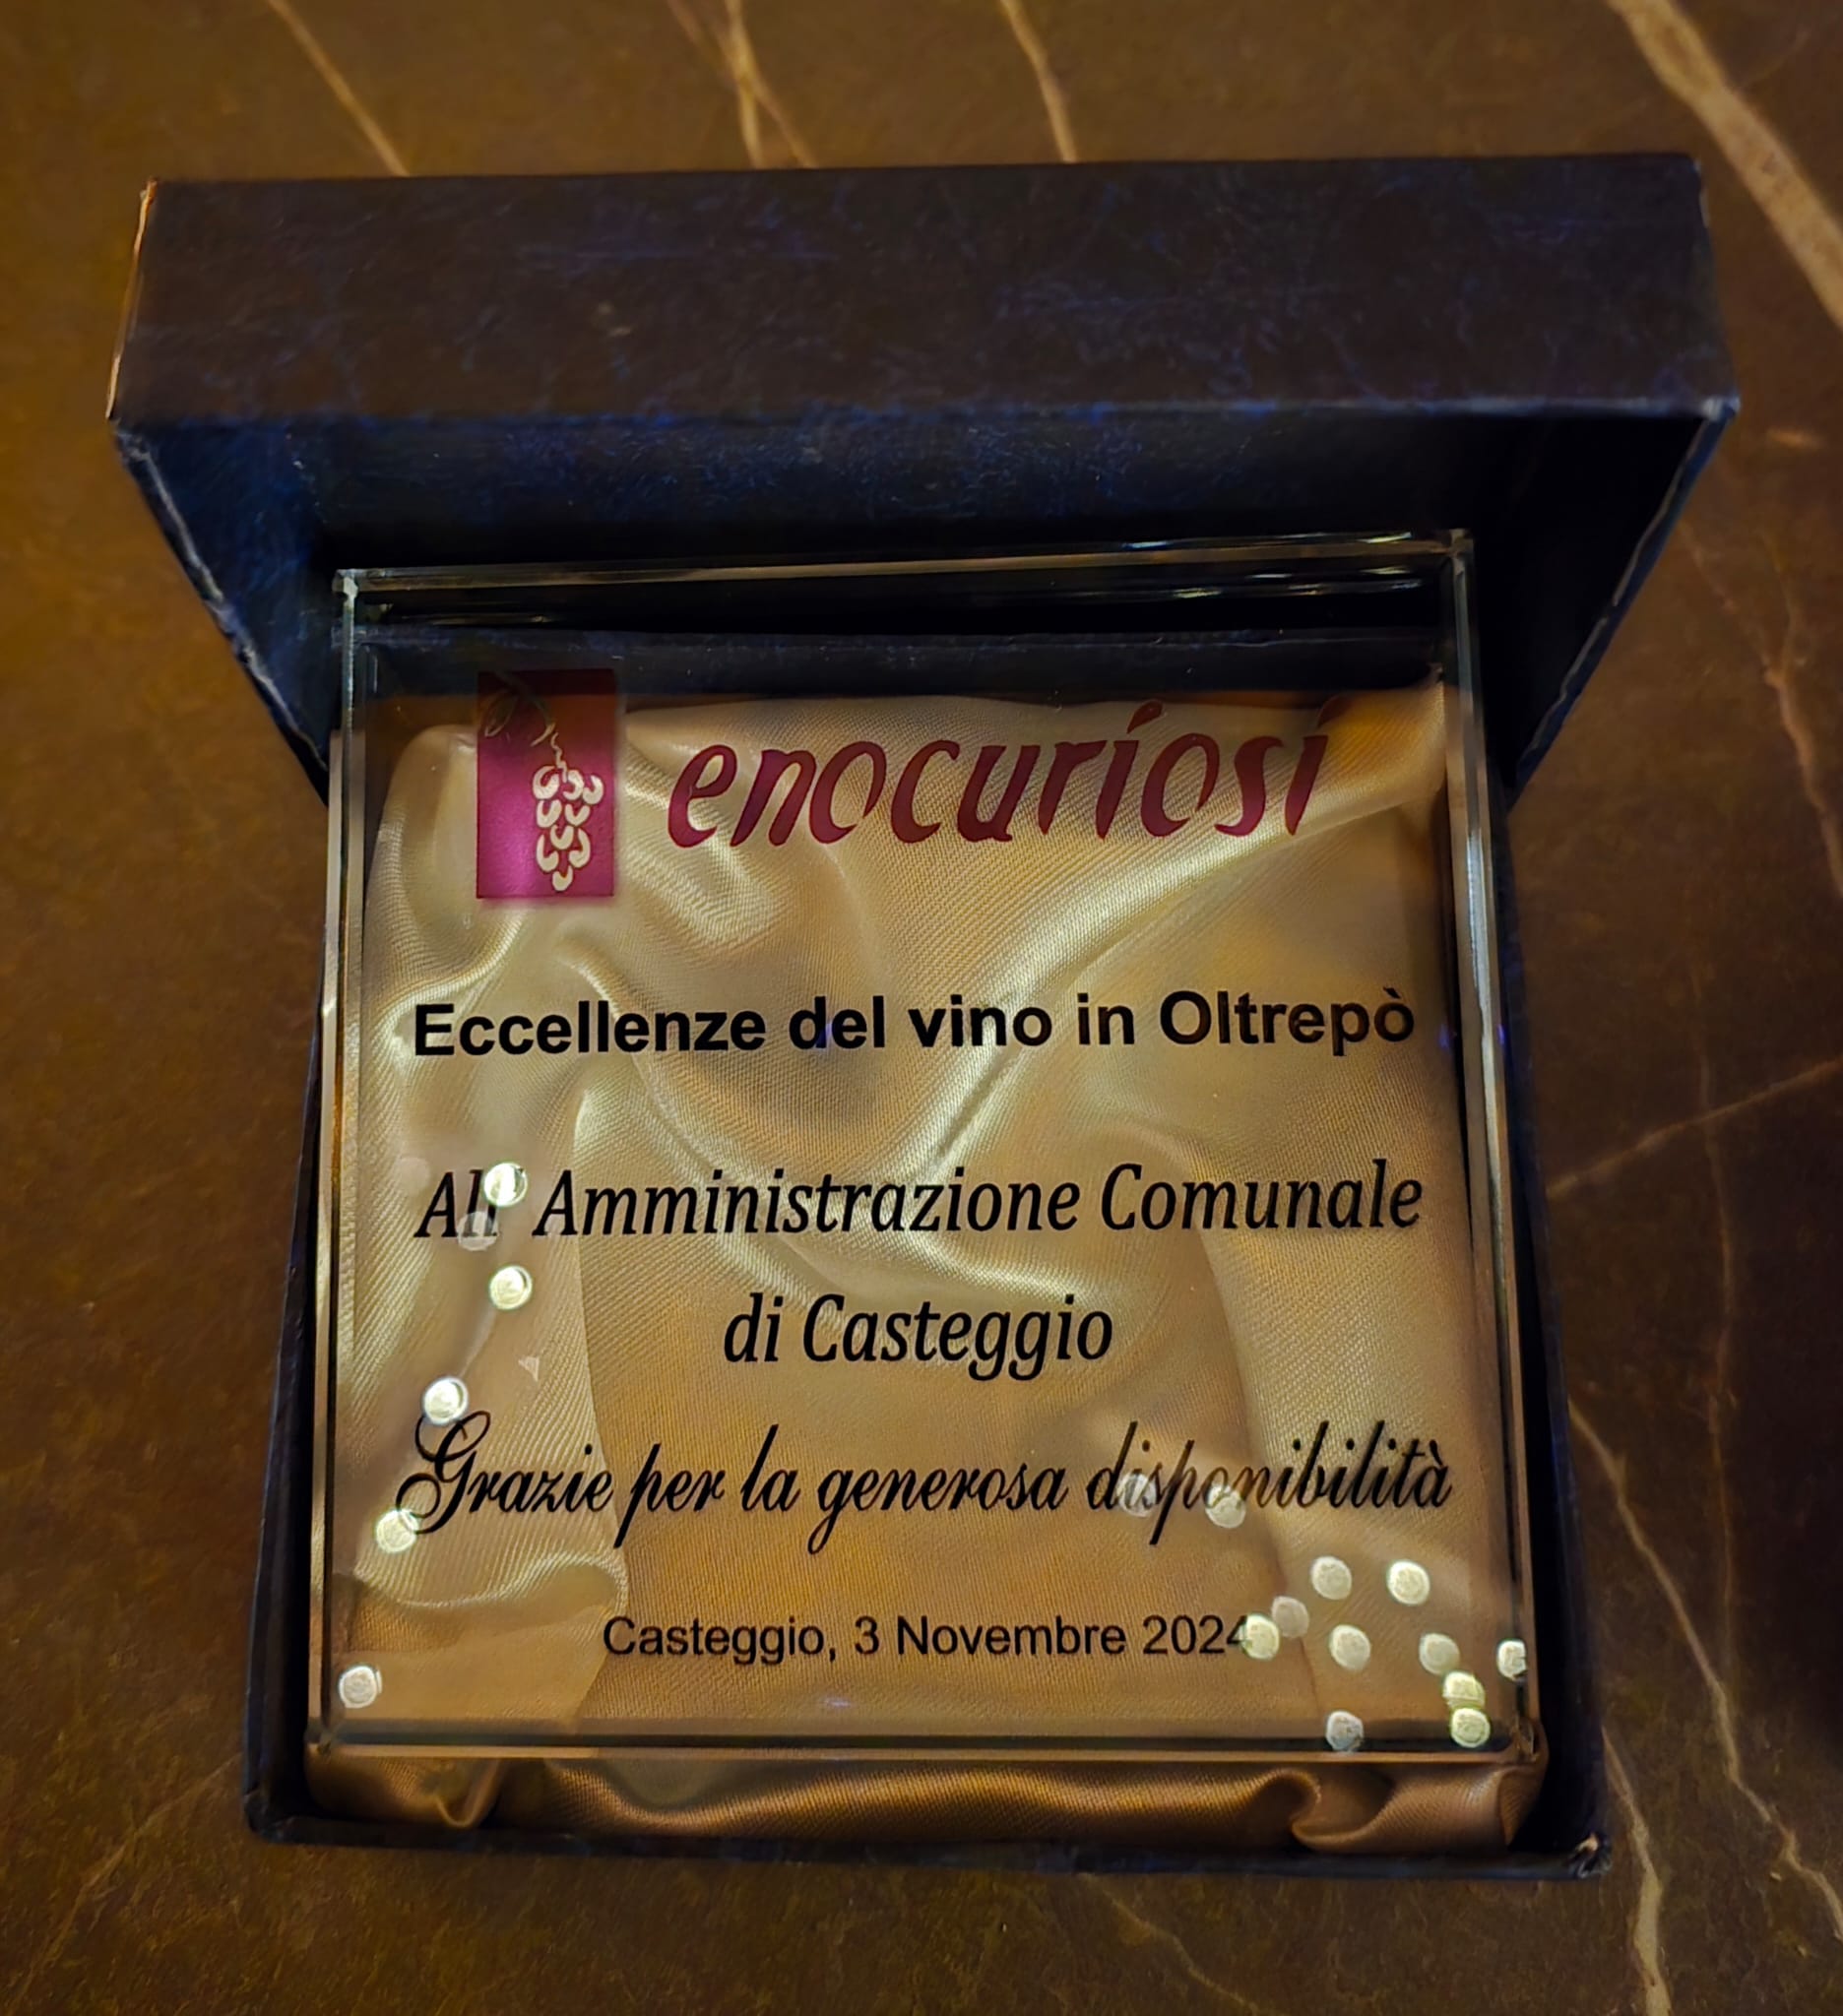 enocuriosi
Eccellenze del vino in Oltrepò
All' Amministrazione Comunale
di Casteggio
Grazie per la generosa disponibilità
Casteggio, 3 Novembre 2024